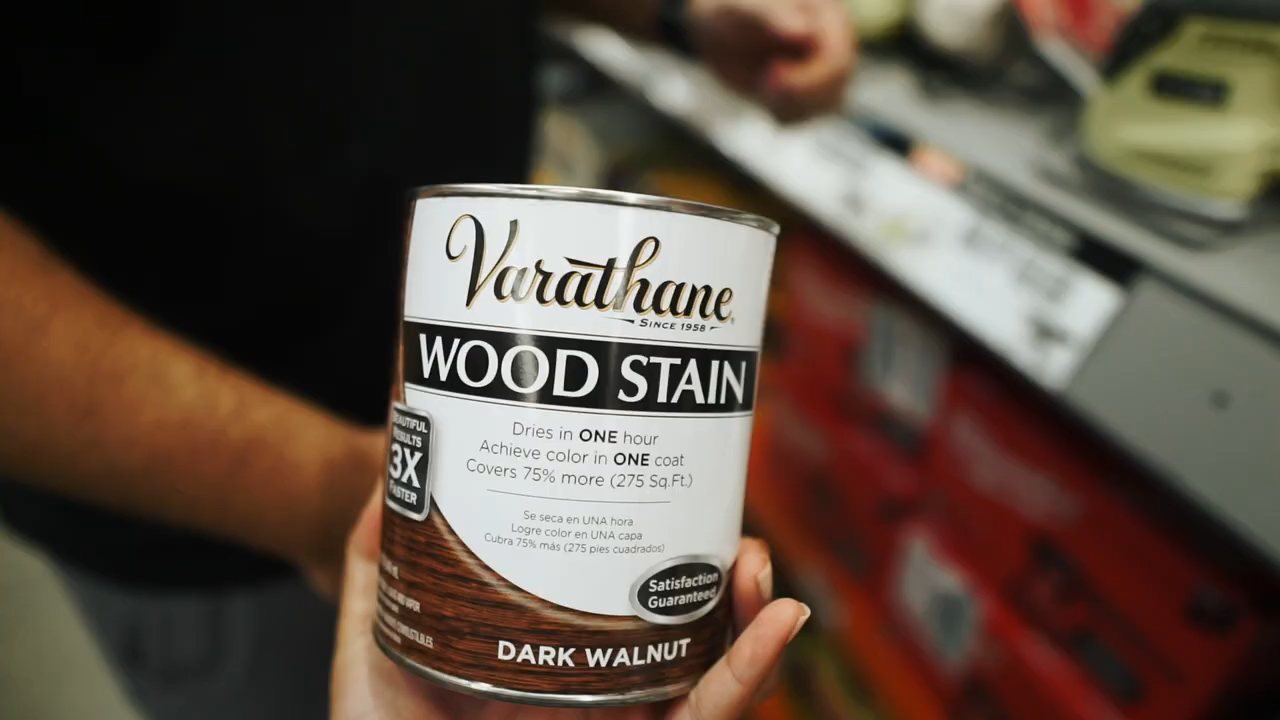 Varathane
SINCE 1958
WOOD STAIN
Dries in ONE hour
Achieve color in ONE coat
Covers 75% more (275 Sq.Ft.)
Se seca en UNA hora
Logre color en UNA capa
Cubra 75% más (275 pies cuadrados)
BEAUTIFUL
RESULTS
3X
FASTER
Satisfaction
Guaranteed
DARK WALNUT